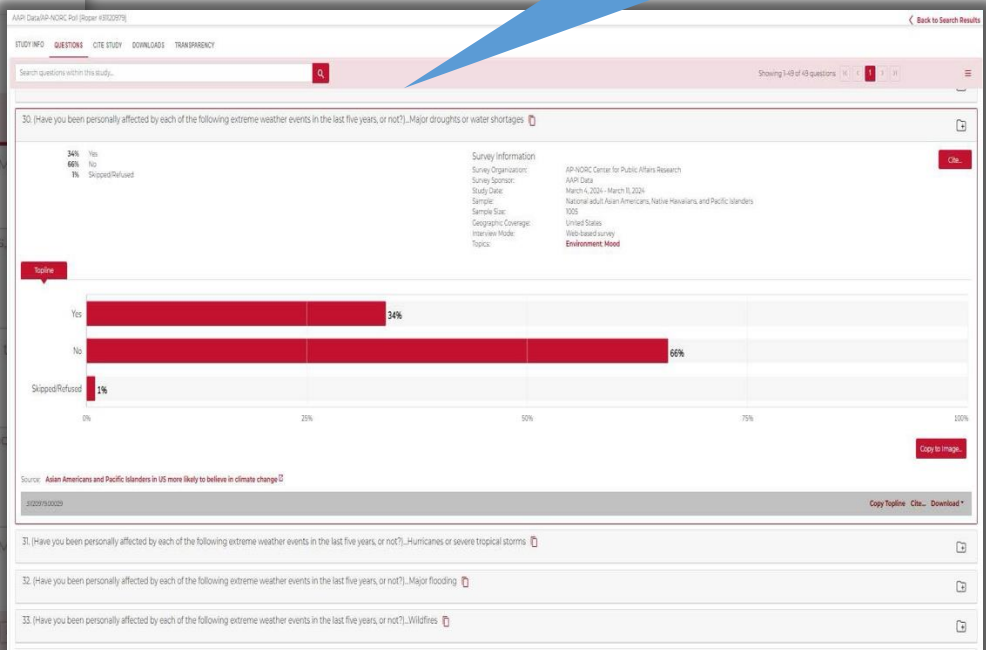 AAPI Data/AP-NORC Poll [Roper #31120979]
Back to Search Results
STUDY INFO QUESTIONS CITE STUDY DOWNLOADS TRANSPARENCY
Search questions within this study...
Showing 1-49 of 49 questions 1
30. (Have you been personally affected by each of the following extreme weather events in the last five years, or not?)...Major droughts or water shortages
34% Yes
66% No
1% Skipped/Refused
Survey Information
Survey Organization: AP-NORC Center for Public Affairs Research
Survey Sponsor: AAPI Data
Study Date: March 4, 2024 - March 11, 2024
Sample: National adult Asian Americans, Native Hawaiians, and Pacific Islanders
Sample Size: 1005
Geographic Coverage: United States
Interview Mode: Web-based survey
Topics: Environment; Mood
Cite...
Topline
Yes 34%
No 66%
Skipped/Refused 1%
0% 25% 50% 75% 100%
Copy to Image...
Source: Asian Americans and Pacific Islanders in US more likely to believe in climate change
Copy Topline Cite... Download
31. (Have you been personally affected by each of the following extreme weather events in the last five years, or not?)...Hurricanes or severe tropical storms
32. (Have you been personally affected by each of the following extreme weather events in the last five years, or not?)...Major flooding
33. (Have you been personally affected by each of the following extreme weather events in the last five years, or not?)...Wildfires